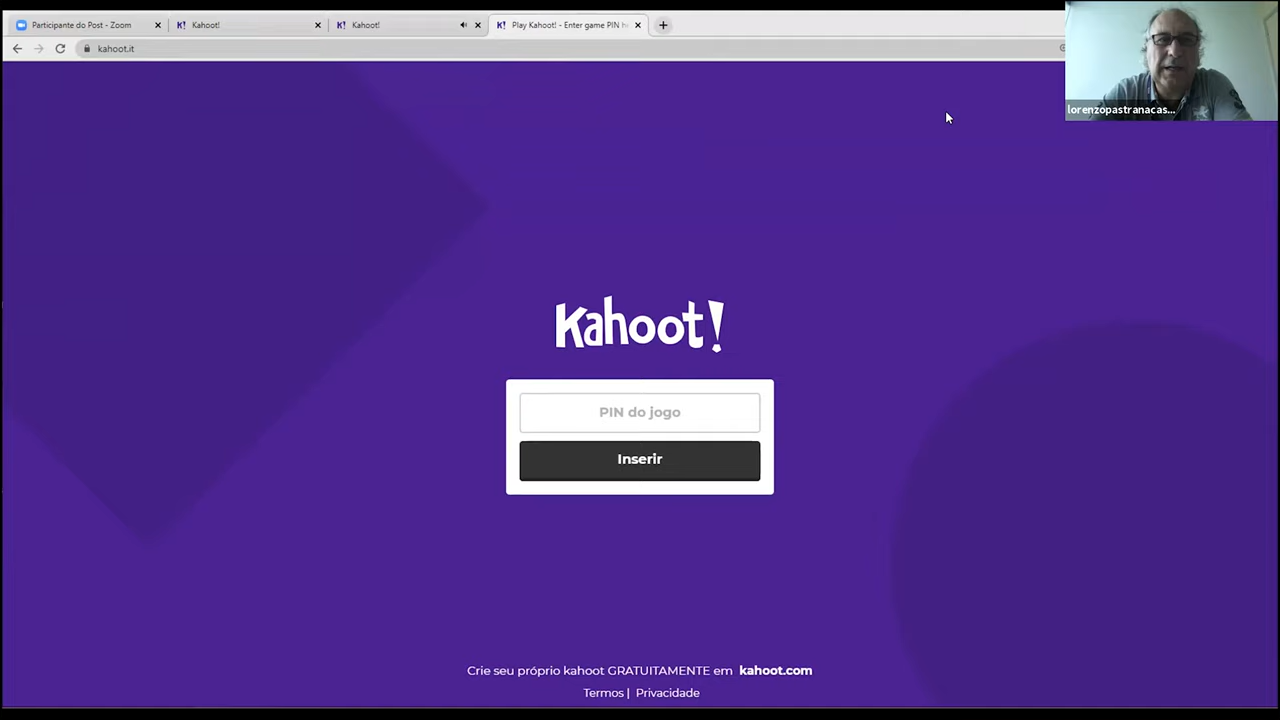 Participante do Post - Zoom
Kahoot!
Kahoot!
Play Kahoot! - Enter game PIN h
kahoot.it
lorenzopastranacas...
Kahoot!
PIN do jogo
Inserir
Crie seu próprio kahoot GRATUITAMENTE em kahoot.com
Termos | Privacidade